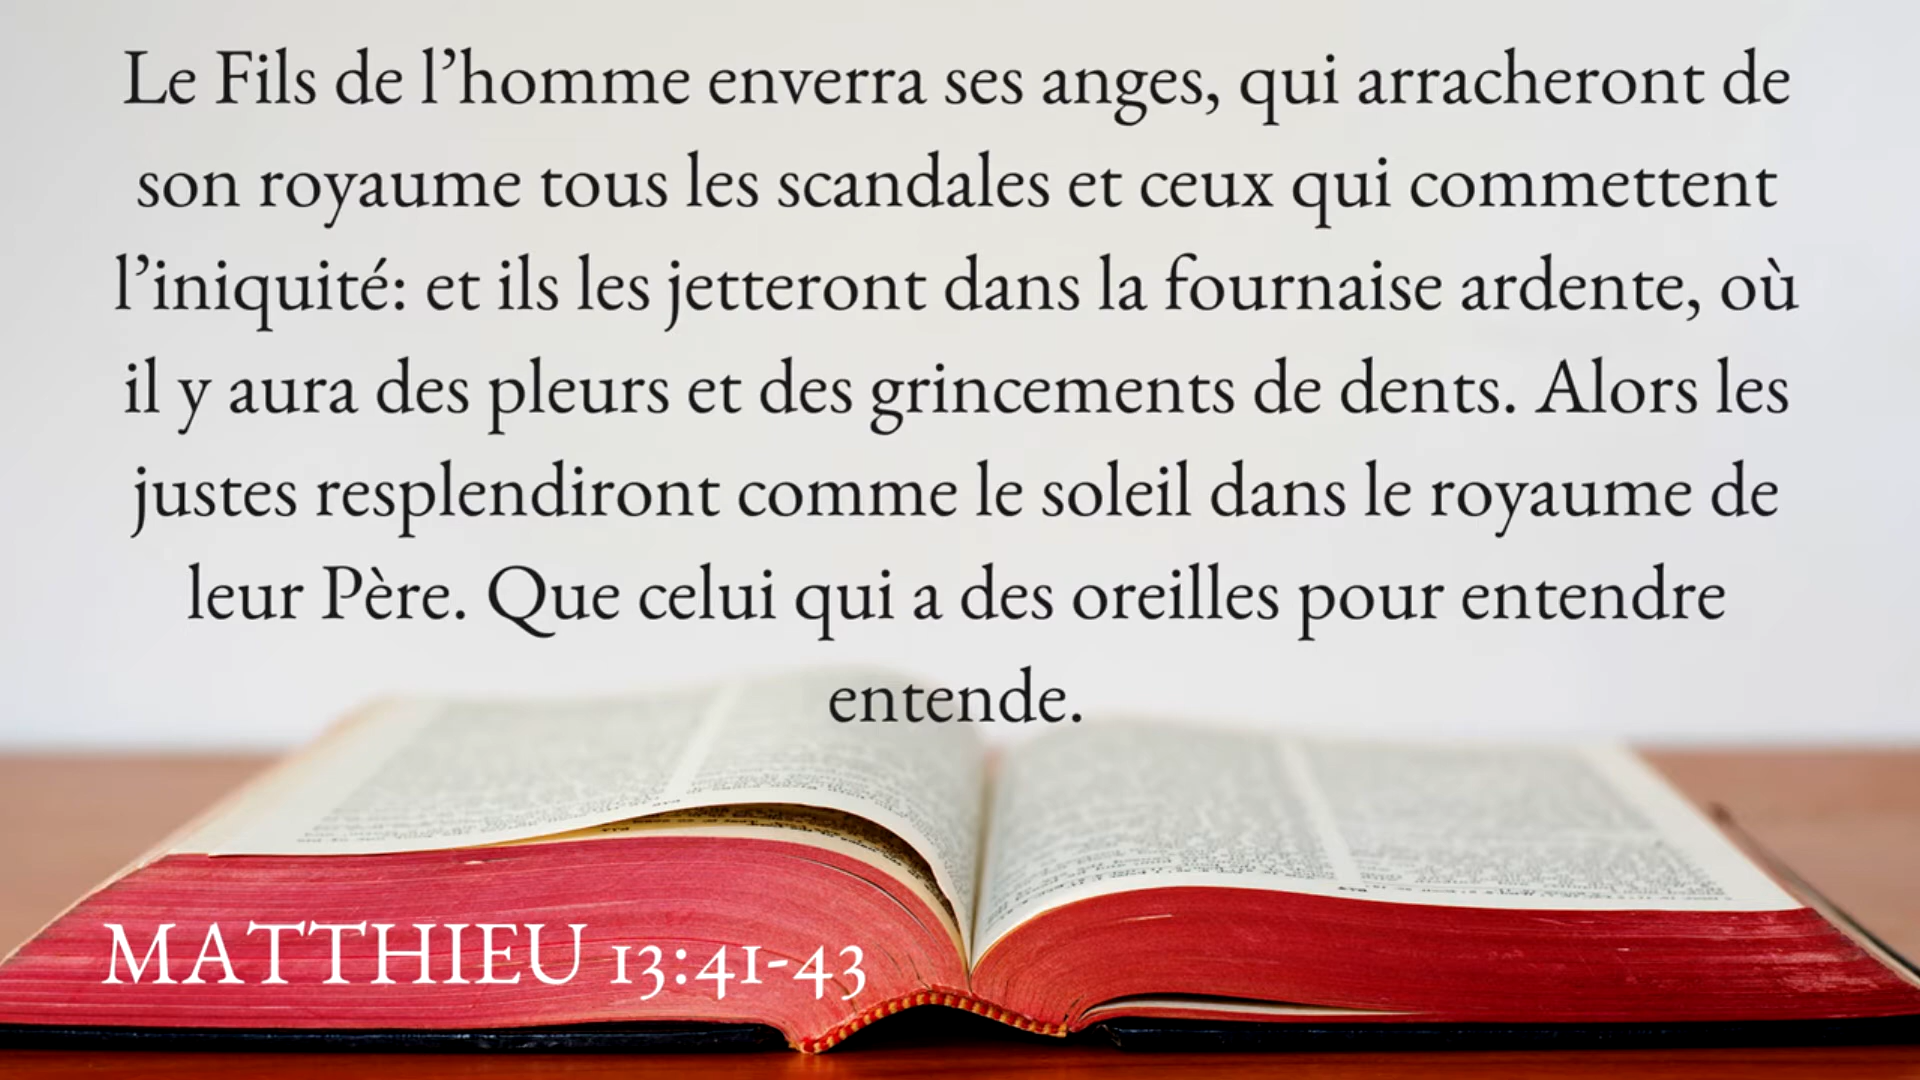 Le Fils de l’homme enverra ses anges, qui arracheront de
son royaume tous les scandales et ceux qui commettent
l’iniquité: et ils les jetteront dans la fournaise ardente, où
il y aura des pleurs et des grincements de dents. Alors les
justes resplendiront comme le soleil dans le royaume de
leur Père. Que celui qui a des oreilles pour entendre
entende.
MATTHIEU 13:41-43